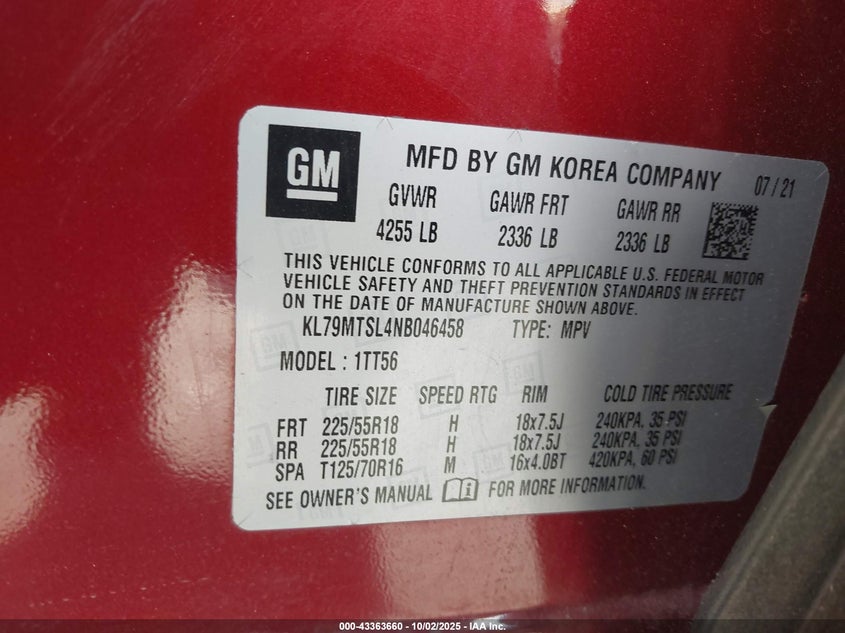 GM
MFD BY GM KOREA COMPANY 07/21
GVWR GAWR FRT GAWR RR
4255 LB 2336 LB 2336 LB
THIS VEHICLE CONFORMS TO ALL APPLICABLE U.S. FEDERAL MOTOR
VEHICLE SAFETY AND THEFT PREVENTION STANDARDS IN EFFECT
ON THE DATE OF MANUFACTURE SHOWN ABOVE.
KL79MTSL4NB046458 TYPE: MPV
MODEL : 1TT56
TIRE SIZE SPEED RTG RIM COLD TIRE PRESSURE
FRT 225/55R18 H 18x7.5J 240KPA, 35 PSI
RR 225/55R18 H 18x7.5J 240KPA, 35 PSI
SPA T125/70R16 M 16x4.0BT 420KPA, 60 PSI
SEE OWNER'S MANUAL FOR MORE INFORMATION.
000-43363660 - 10/02/2025 - IAA Inc.